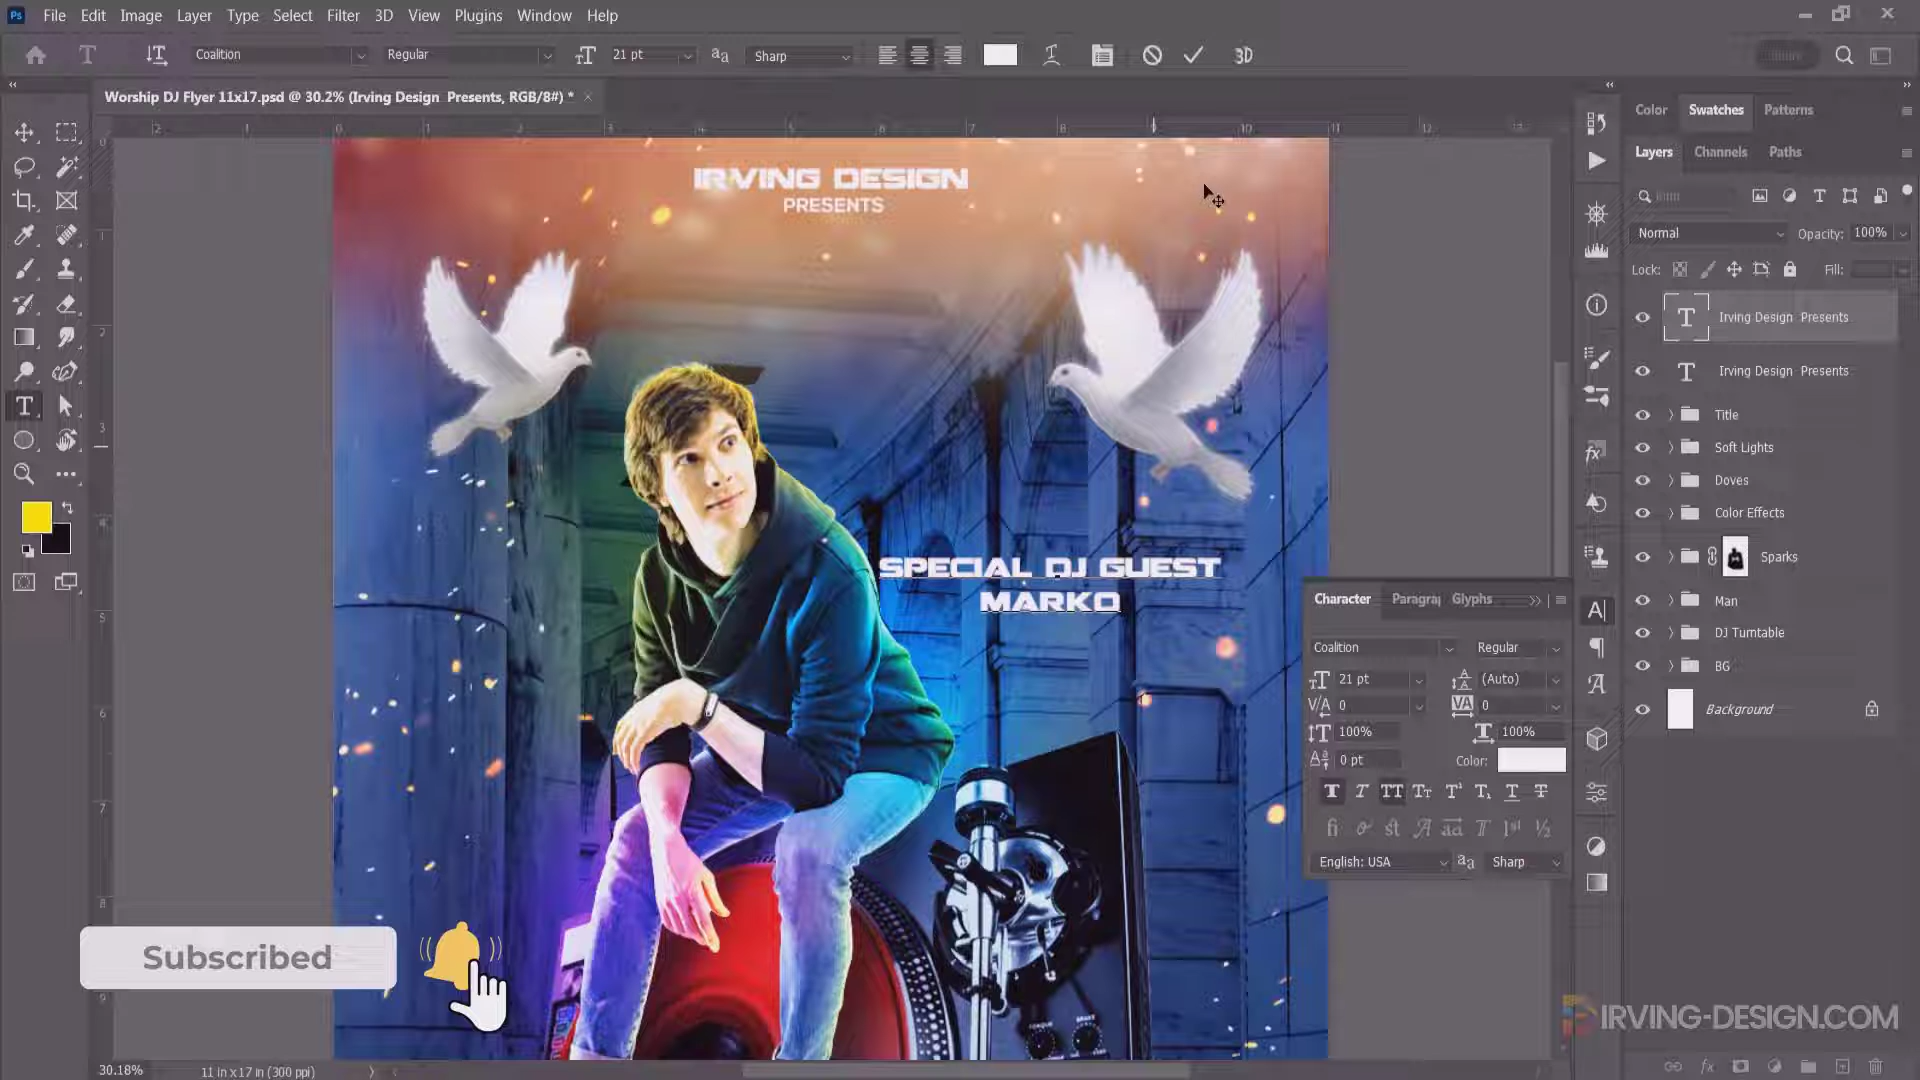 Ps File Edit Image Layer Type Select Filter 3D View Plugins Window Help
T Coalition Regular 21 pt Sharp 3D
Worship DJ Flyer 11x17.psd @ 30.2% (Irving Design Presents, RGB/8#) * ×
Color Swatches Patterns
Layers Channels Paths
Normal Opacity: 100%
Lock: Fill:
Irving Design Presents
Irving Design Presents
Title
Soft Lights
Doves
Color Effects
Sparks
Man
DJ Turntable
BG
Background
IRVING DESIGN
PRESENTS
SPECIAL DJ GUEST
MARKO
Character Paragraj Glyphs
Coalition Regular
21 pt (Auto)
0 0
100% 100%
0 pt Color:
English: USA Sharp
Subscribed
IRVING-DESIGN.COM
30.18% 11 in x 17 in (300 ppi)